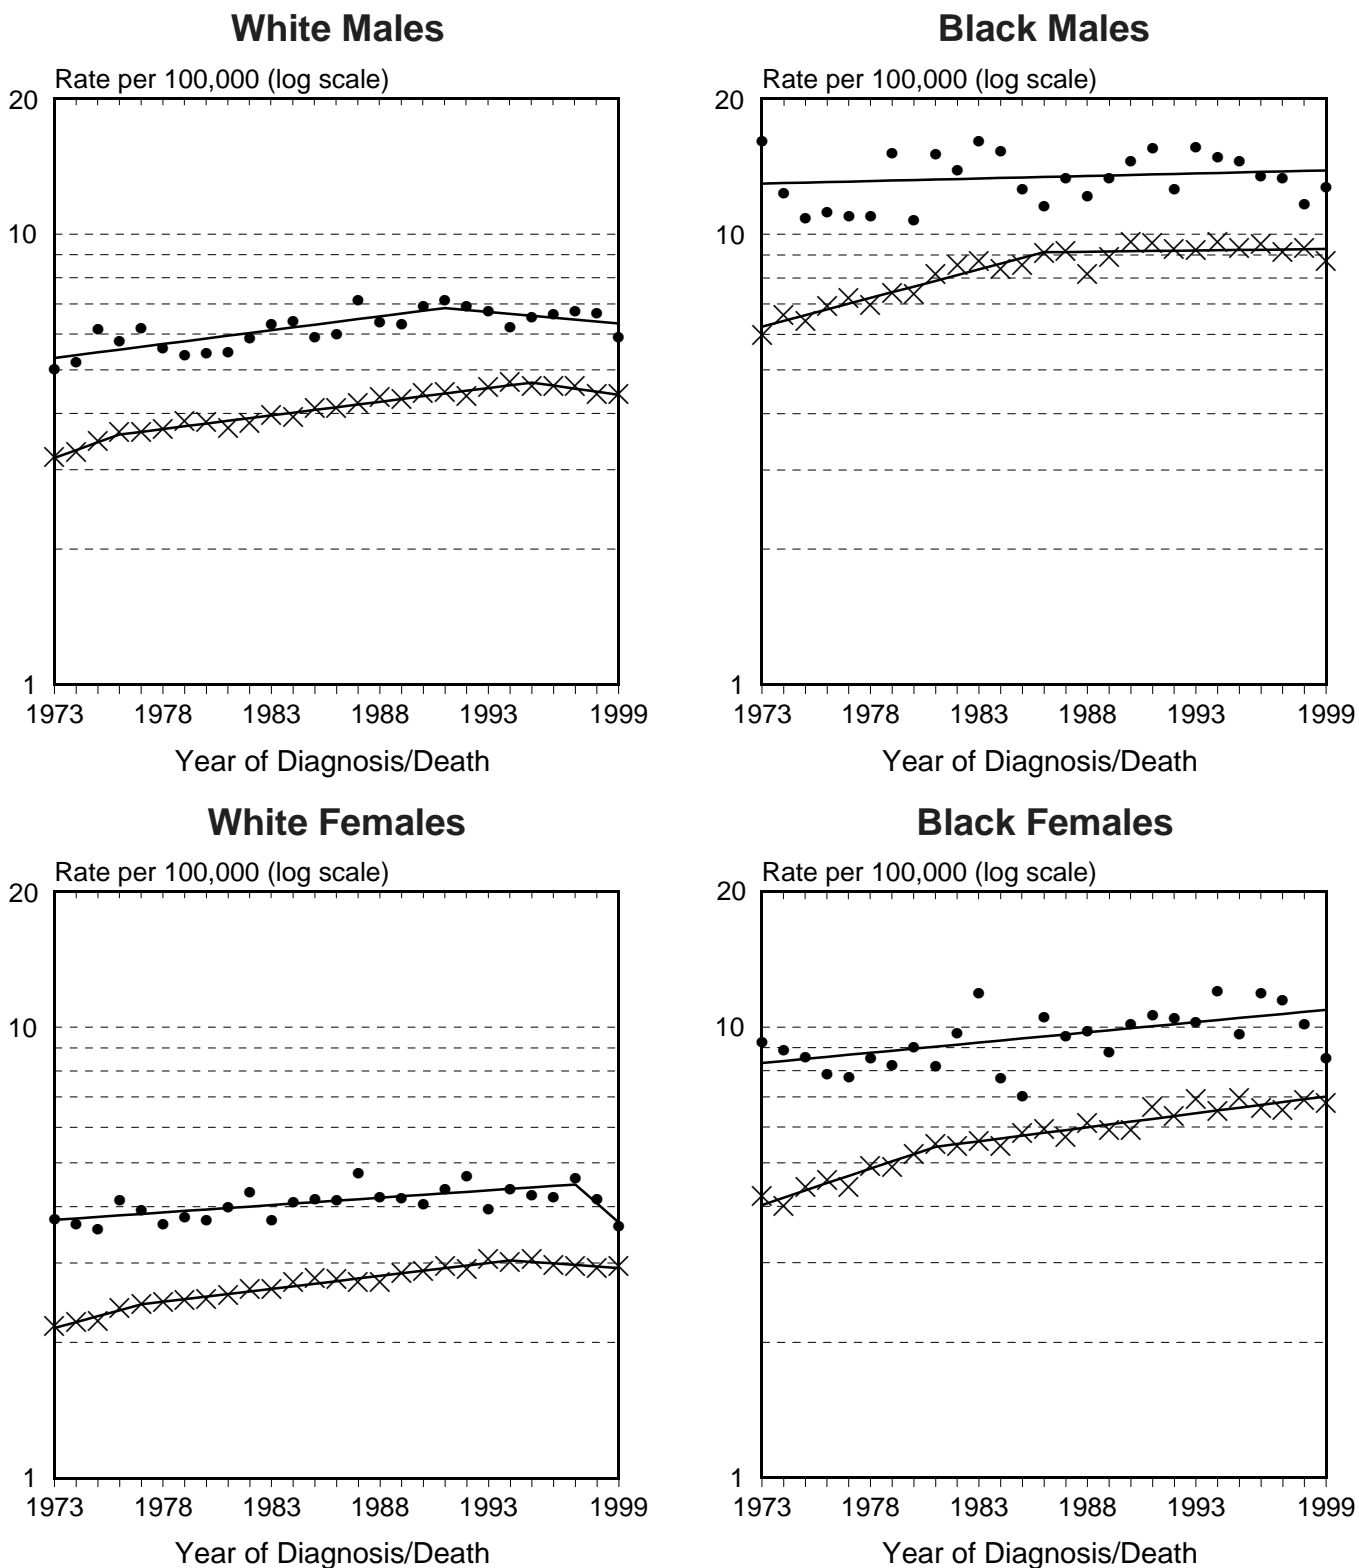 White Males
Rate per 100,000 (log scale)
20
10
1
1973 1978 1983 1988 1993 1999
Year of Diagnosis/Death
Black Males
Rate per 100,000 (log scale)
20
10
1
1973 1978 1983 1988 1993 1999
Year of Diagnosis/Death
White Females
Rate per 100,000 (log scale)
20
10
1
1973 1978 1983 1988 1993 1999
Year of Diagnosis/Death
Black Females
Rate per 100,000 (log scale)
20
10
1
1973 1978 1983 1988 1993 1999
Year of Diagnosis/Death